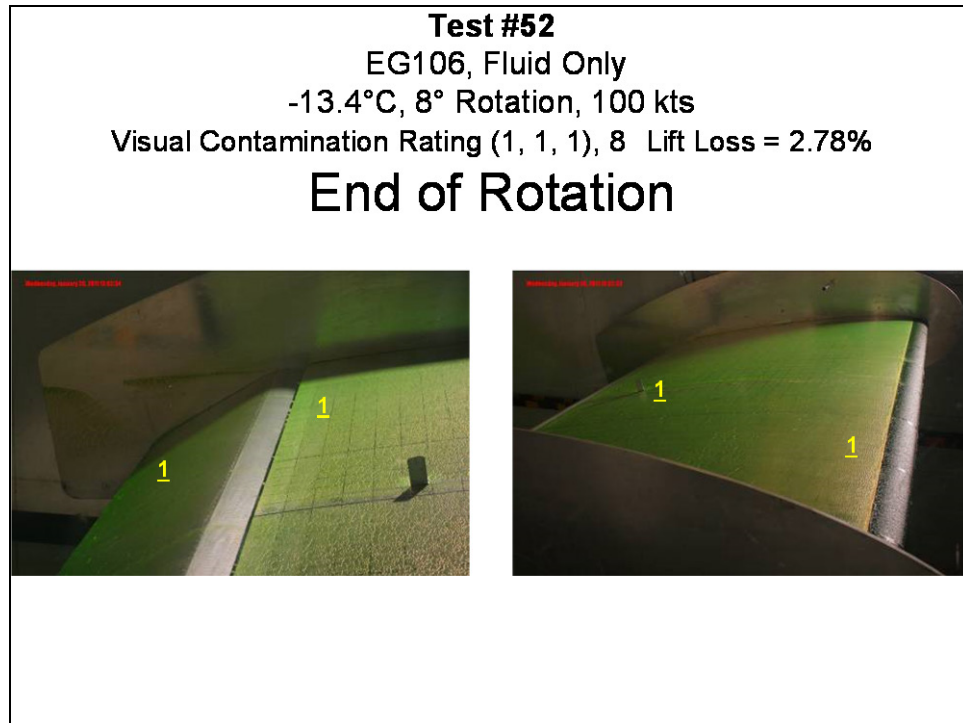 Test #52
EG106, Fluid Only
-13.4°C, 8° Rotation, 100 kts
Visual Contamination Rating (1, 1, 1), 8 Lift Loss = 2.78%
End of Rotation
1
1
1
1